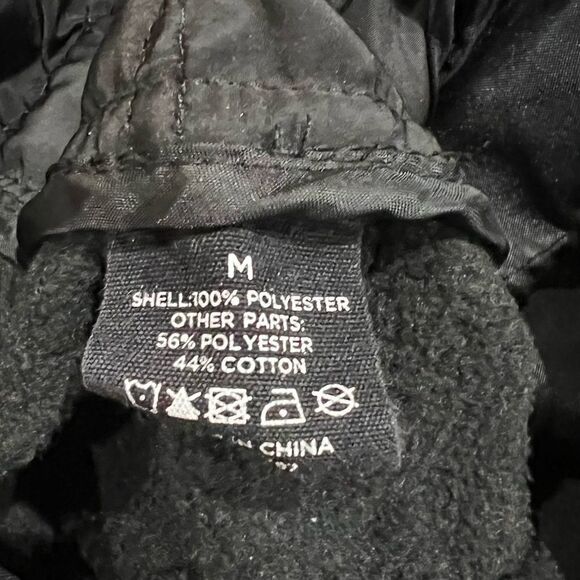 M
SHELL:100% POLYESTER
OTHER PARTS:
56% POLYESTER
44% COTTON
CHINA